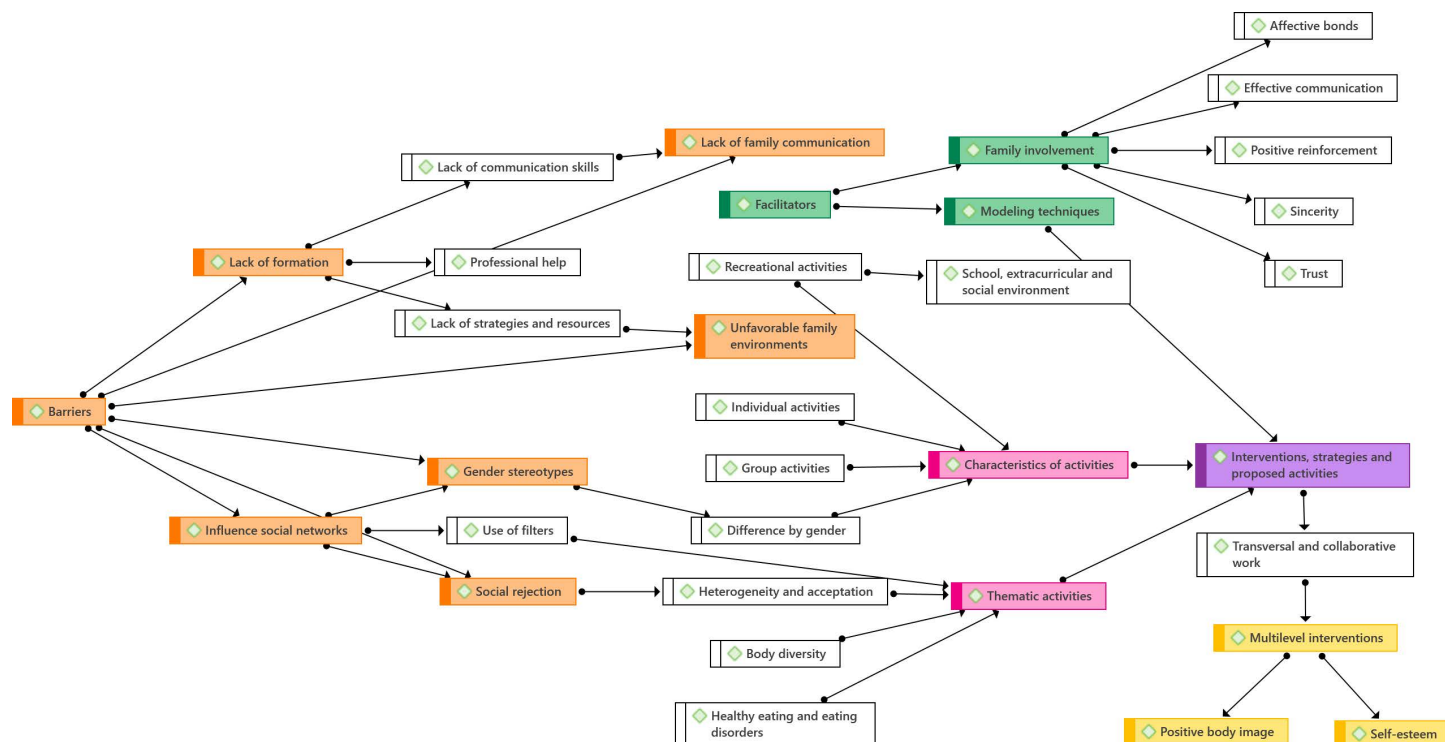 Affective bonds
Effective communication
Lack of family communication
Family involvement
Positive reinforcement
Lack of communication skills
Facilitators
Modeling techniques
Sincerity
Lack of formation
Professional help
Recreational activities
School, extracurricular and
social environment
Trust
Lack of strategies and resources
Unfavorable family
environments
Barriers
Individual activities
Gender stereotypes
Group activities
Characteristics of activities
Interventions, strategies and
proposed activities
Influence social networks
Use of filters
Difference by gender
Transversal and collaborative
work
Social rejection
Heterogeneity and acceptation
Thematic activities
Body diversity
Multilevel interventions
Healthy eating and eating
disorders
Positive body image
Self-esteem